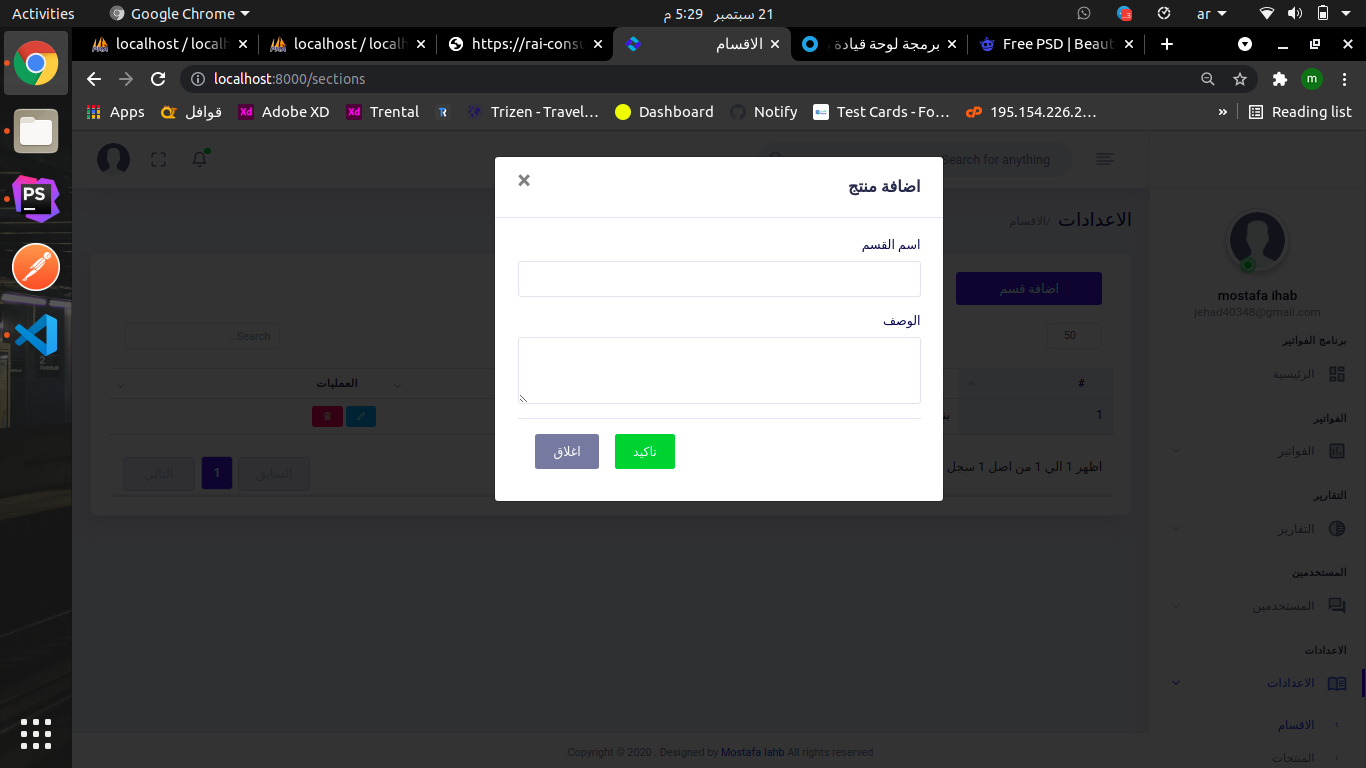 Activities
Google Chrome
21 سبتمبر 5:29 م
ar
localhost / localh
localhost / localh
https://rai-consu
الاقسام
برمجة لوحة قيادة
Free PSD | Beaut
localhost:8000/sections
m
Apps
قوافل
Adobe XD
Trental
Trizen - Travel…
Dashboard
Notify
Test Cards - Fo…
195.154.226.2…
»
Reading list
Search for anything
اضافة منتج
×
اسم القسم
الوصف
تاكيد
اغلاق
الاعدادات
/الاقسام
اضافة قسم
50
Search...
#
العمليات
1
اظهر 1 الي 1 من اصل 1 سجل
السابق
1
التالى
mostafa ihab
jehad40348@gmail.com
برنامج الفواتير
الرئيسية
الفواتير
الفواتير
التقارير
التقارير
المستخدمين
المستخدمين
الاعدادات
الاعدادات
الاقسام
المنتجات
Copyright © 2020 . Designed by Mostafa Iahb All rights reserved.
PS